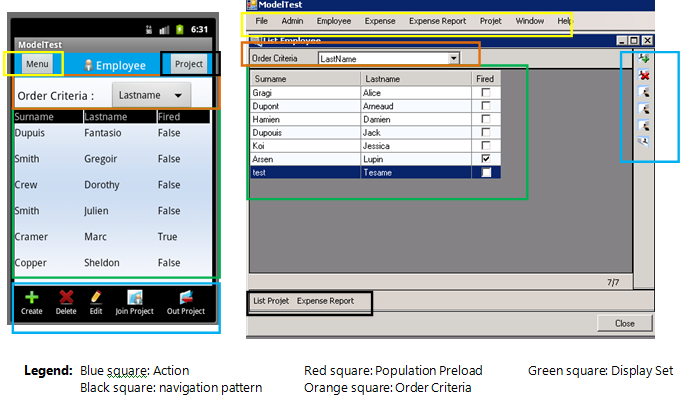 6:31
ModelTest
Menu
Employee
Project
Order Criteria :
Lastname
Surname Lastname Fired
Dupuis Fantasio False
Smith Gregoir False
Crew Dorothy False
Smith Julien False
Cramer Marc True
Copper Sheldon False
Create Delete Edit Join Project Out Project
ModelTest
File Admin Employee Expense Expense Report Projet Window Help
List Employee
Order Criteria LastName
Surname Lastname Fired
Gragi Alice
Dupont Arneaud
Hamien Damien
Dupouis Jack
Koi Jessica
Arsen Lupin
test Tesame
7/7
List Projet Expense Report
Close
Legend: Blue square: Action Red square: Population Preload Green square: Display Set
Black square: navigation pattern Orange square: Order Criteria